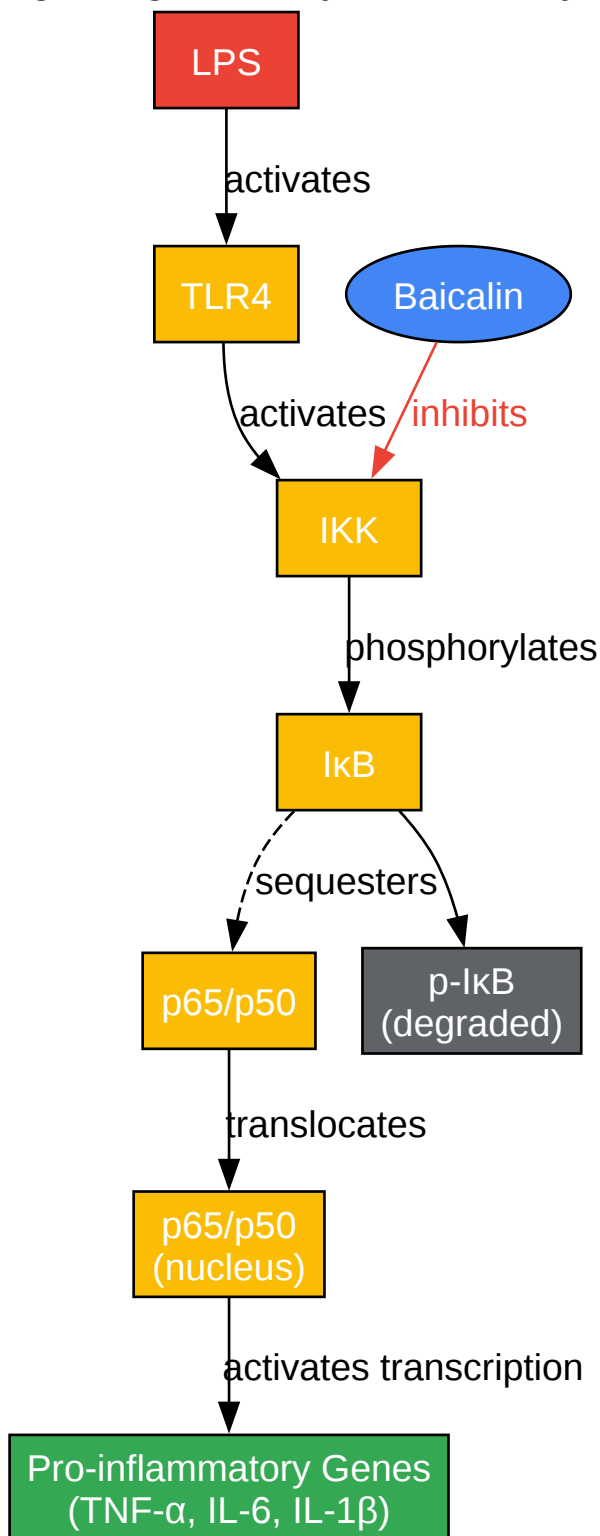 LPS
activates
TLR4
Baicalin
activates
inhibits
IKK
phosphorylates
IκB
sequesters
p65/p50
p-IκB
(degraded)
translocates
p65/p50
(nucleus)
activates transcription
Pro-inflammatory Genes
(TNF-α, IL-6, IL-1β)